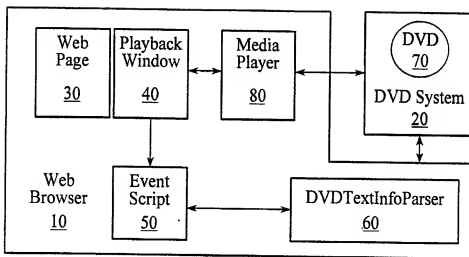 Web
Page
30
Playback
Window
40
Media
Player
80
DVD
70
DVD System
20
Web
Browser
10
Event
Script
50
DVDTextInfoParser
60